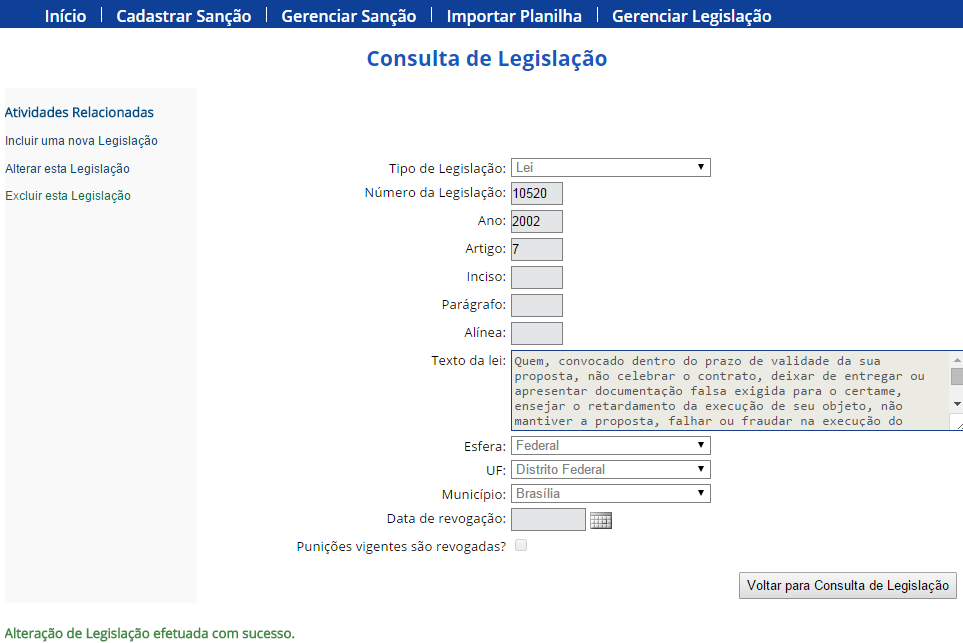 Início Cadastrar Sanção Gerenciar Sanção Importar Planilha Gerenciar Legislação
Consulta de Legislação
Atividades Relacionadas
Incluir uma nova Legislação
Alterar esta Legislação
Excluir esta Legislação
Tipo de Legislação: Lei
Número da Legislação: 10520
Ano: 2002
Artigo: 7
Inciso:
Parágrafo:
Alínea:
Texto da lei: Quem, convocado dentro do prazo de validade da sua
proposta, não celebrar o contrato, deixar de entregar ou
apresentar documentação falsa exigida para o certame,
ensejar o retardamento da execução de seu objeto, não
mantiver a proposta, falhar ou fraudar na execução do
Esfera: Federal
UF: Distrito Federal
Município: Brasília
Data de revogação:
Punições vigentes são revogadas?
Voltar para Consulta de Legislação
Alteração de Legislação efetuada com sucesso.